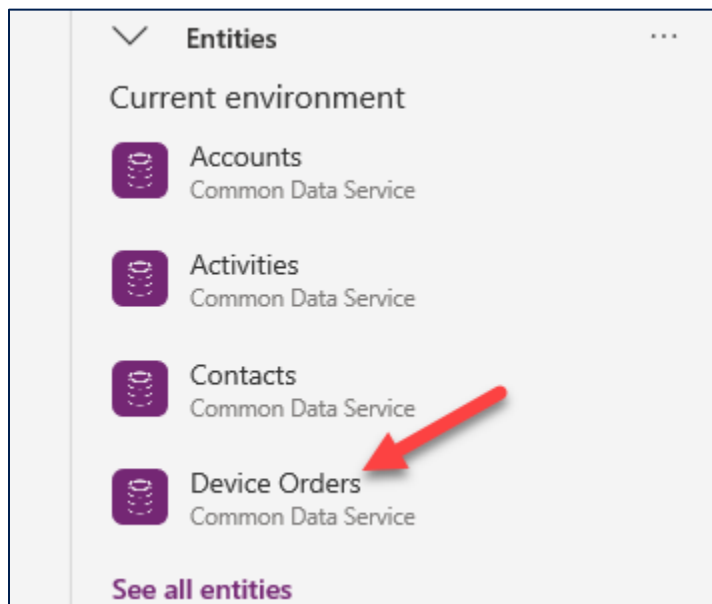 Entities
...
Current environment
Accounts
Common Data Service
Activities
Common Data Service
Contacts
Common Data Service
Device Orders
Common Data Service
See all entities